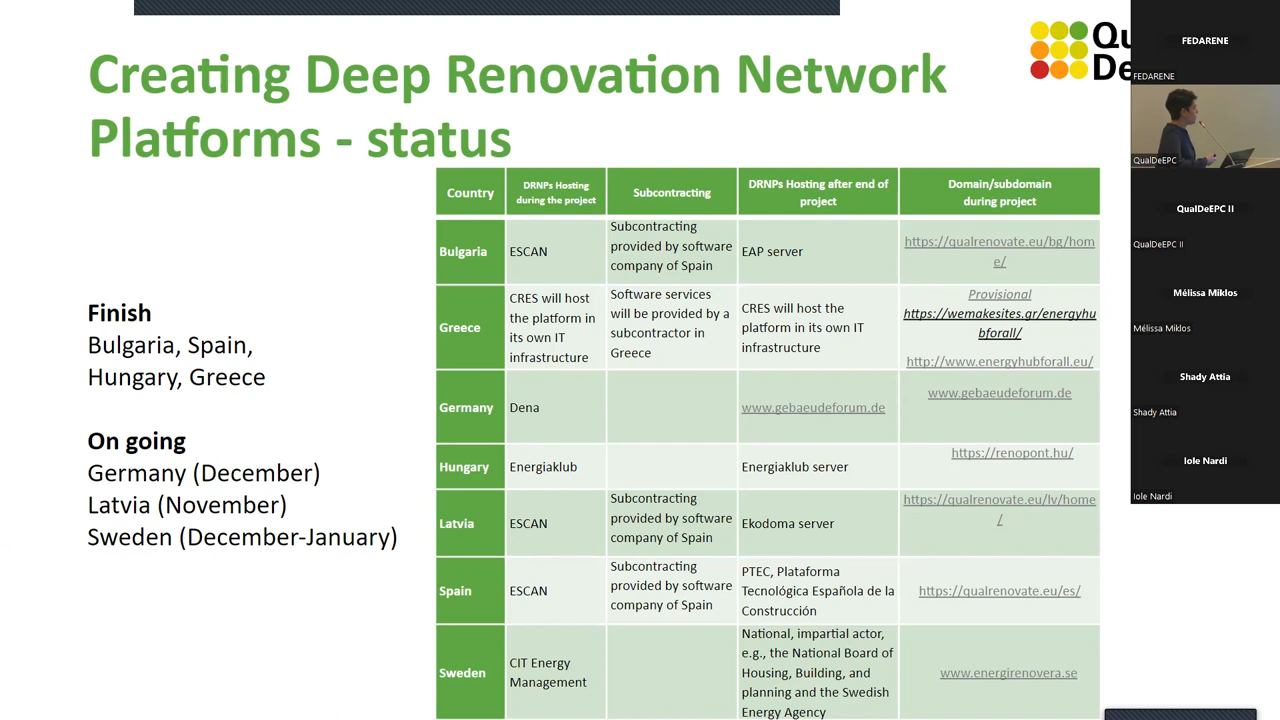 Creating Deep Renovation Network
Platforms - status
Qu
De
Finish
Bulgaria, Spain,
Hungary, Greece
On going
Germany (December)
Latvia (November)
Sweden (December-January)
Country
DRNPs Hosting
during the project
Subcontracting
DRNPs Hosting after end of
project
Domain/subdomain
during project
Bulgaria
ESCAN
Subcontracting
provided by software
company of Spain
EAP server
https://qualrenovate.eu/bg/hom
e/
Greece
CRES will host
the platform in
its own IT
infrastructure
Software services
will be provided by a
subcontractor in
Greece
CRES will host the
platform in its own IT
infrastructure
Provisional
https://wemakesites.gr/energyhu
bforall/
http://www.energyhubforall.eu/
Germany
Dena
www.gebaeudeforum.de
www.gebaeudeforum.de
Hungary
Energiaklub
Energiaklub server
https://renopont.hu/
Latvia
ESCAN
Subcontracting
provided by software
company of Spain
Ekodoma server
https://qualrenovate.eu/lv/home
/
Spain
ESCAN
Subcontracting
provided by software
company of Spain
PTEC, Plataforma
Tecnológica Española de la
Construcción
https://qualrenovate.eu/es/
Sweden
CIT Energy
Management
National, impartial actor,
e.g., the National Board of
Housing, Building, and
planning and the Swedish
Energy Agency
www.energirenovera.se
FEDARENE
FEDARENE
QualDeEPC
QualDeEPC II
QualDeEPC II
Mélissa Miklos
Mélissa Miklos
Shady Attia
Shady Attia
Iole Nardi
Iole Nardi